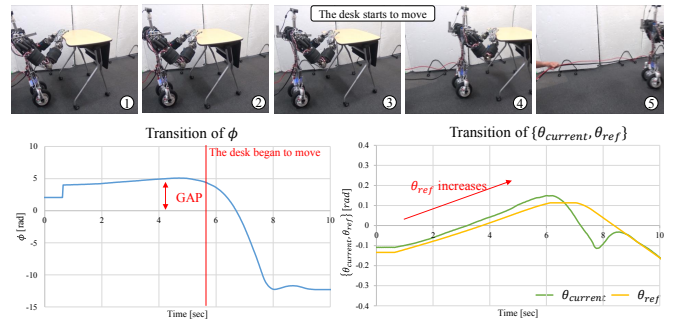 The desk starts to move
1
2
3
4
5
Transition of ϕ
The desk began to move
GAP
ϕ [rad]
10
5
0
-5
-10
-15
0
2
4
6
8
10
Time [sec]
Transition of {θcurrent, θref}
θref increases
{θcurrent, θref} [rad]
0.4
0.3
0.2
0.1
0
-0.1
-0.2
-0.3
-0.4
0
2
4
6
8
10
θcurrent
θref
Time [sec]